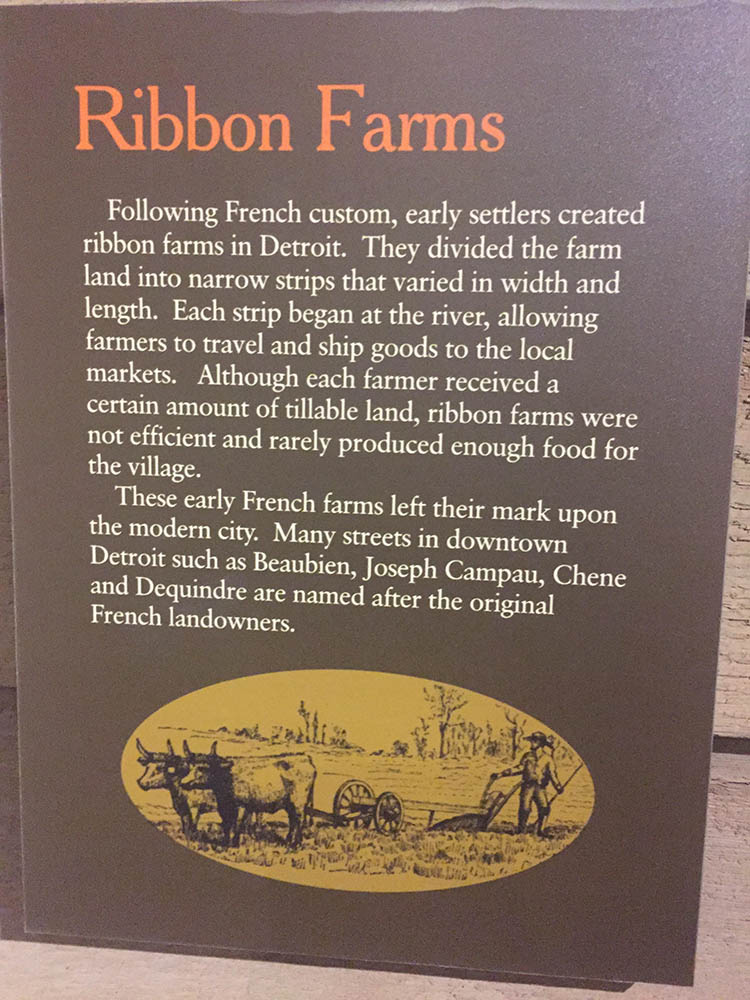 Ribbon Farms
Following French custom, early settlers created
ribbon farms in Detroit.  They divided the farm
land into narrow strips that varied in width and
length.  Each strip began at the river, allowing
farmers to travel and ship goods to the local
markets.   Although each farmer received a
certain amount of tillable land, ribbon farms were
not efficient and rarely produced enough food for
the village.
These early French farms left their mark upon
the modern city.  Many streets in downtown
Detroit such as Beaubien, Joseph Campau, Chene
and Dequindre are named after the original
French landowners.